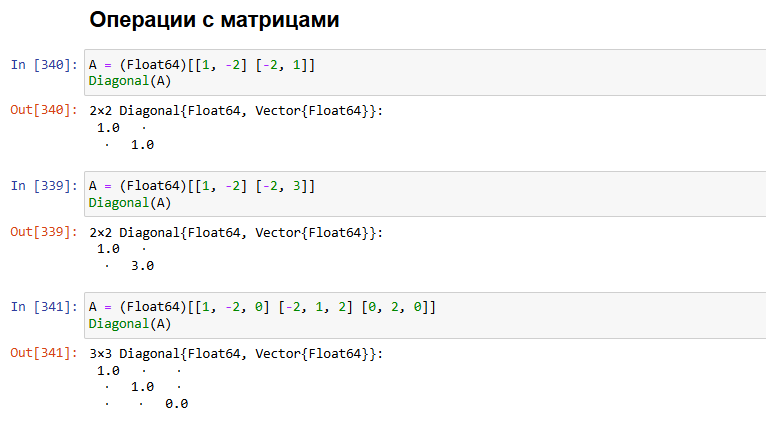 Операции с матрицами
In [340]: A = (Float64)[[1, -2] [-2, 1]]
Diagonal(A)
Out[340]: 2×2 Diagonal{Float64, Vector{Float64}}:
1.0 ⋅
⋅ 1.0
In [339]: A = (Float64)[[1, -2] [-2, 3]]
Diagonal(A)
Out[339]: 2×2 Diagonal{Float64, Vector{Float64}}:
1.0 ⋅
⋅ 3.0
In [341]: A = (Float64)[[1, -2, 0] [-2, 1, 2] [0, 2, 0]]
Diagonal(A)
Out[341]: 3×3 Diagonal{Float64, Vector{Float64}}:
1.0 ⋅ ⋅
⋅ 1.0 ⋅
⋅ ⋅ 0.0